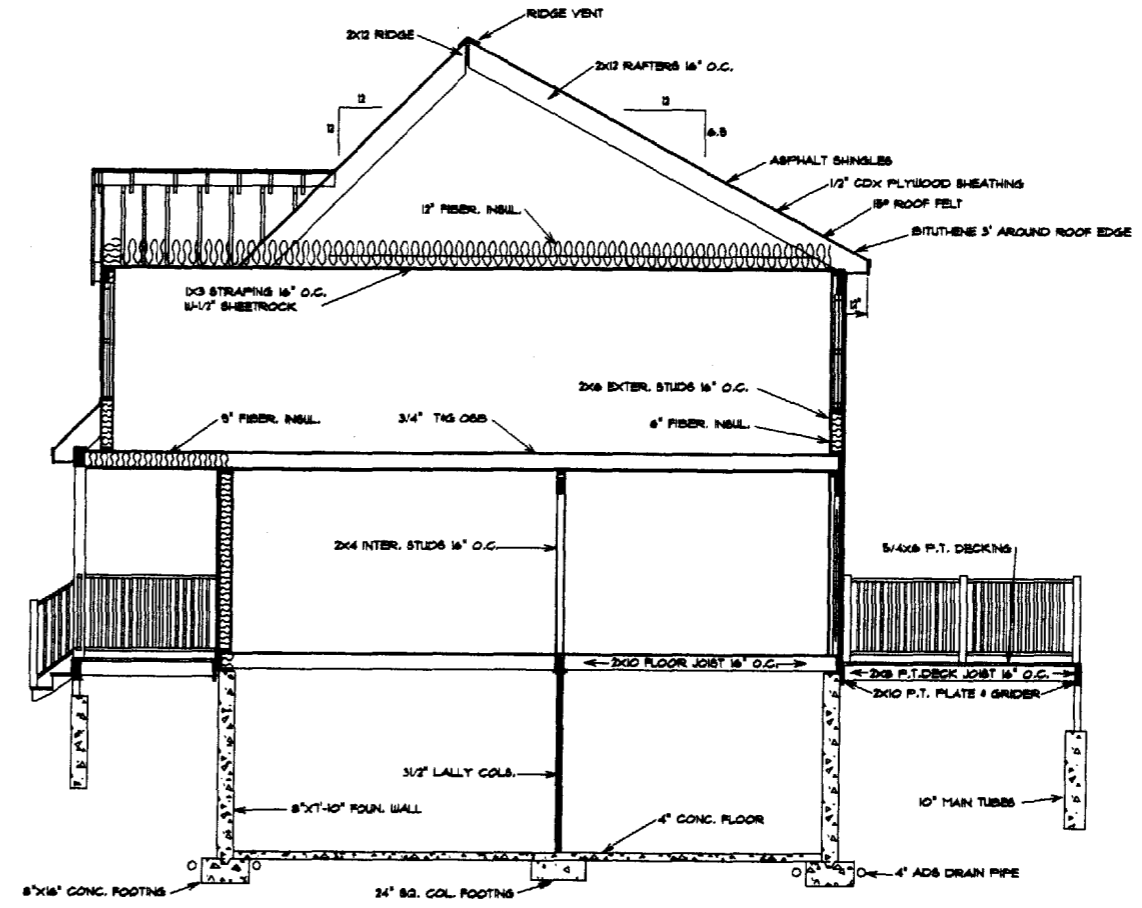 RIDGE VENT
2X12 RIDGE
2X12 RAFTERS 16" O.C.
12
12
12
6.5
ASPHALT SHINGLES
1/2" CDX PLYWOOD SHEATHING
15# ROOF FELT
BITUTHENE 3' AROUND ROOF EDGE
12" FIBER. INSUL.
1X3 STRAPING 16" O.C.
W-1/2" SHEETROCK
12"
2X6 EXTER. STUDS 16" O.C.
9" FIBER. INSUL.
3/4" T&G OSB
6" FIBER. INSUL.
2X4 INTER. STUDS 16" O.C.
5/4X6 P.T. DECKING
2X10 FLOOR JOIST 16" O.C.
2X8 P.T. DECK JOIST 16" O.C.
2X10 P.T. PLATE & GRIDER
3 1/2" LALLY COLS.
8"X7'-10" FOUN. WALL
4" CONC. FLOOR
10" MAIN TUBES
8"X16" CONC. FOOTING
24" SQ. COL. FOOTING
4" ADS DRAIN PIPE